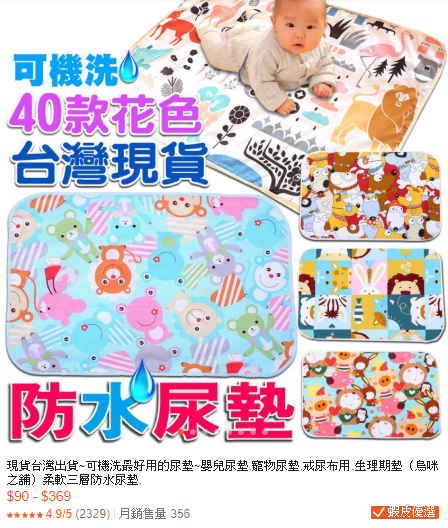 可機洗
40款花色
台灣現貨
防水尿墊
現貨台灣出貨~可機洗最好用的尿墊~嬰兒尿墊.寵物尿墊.戒尿布用.生理期墊（鳥咪
之舖）柔軟三層防水尿墊.
$90 - $369
4.9/5 (2329) | 月銷售量 356
蝦皮優選